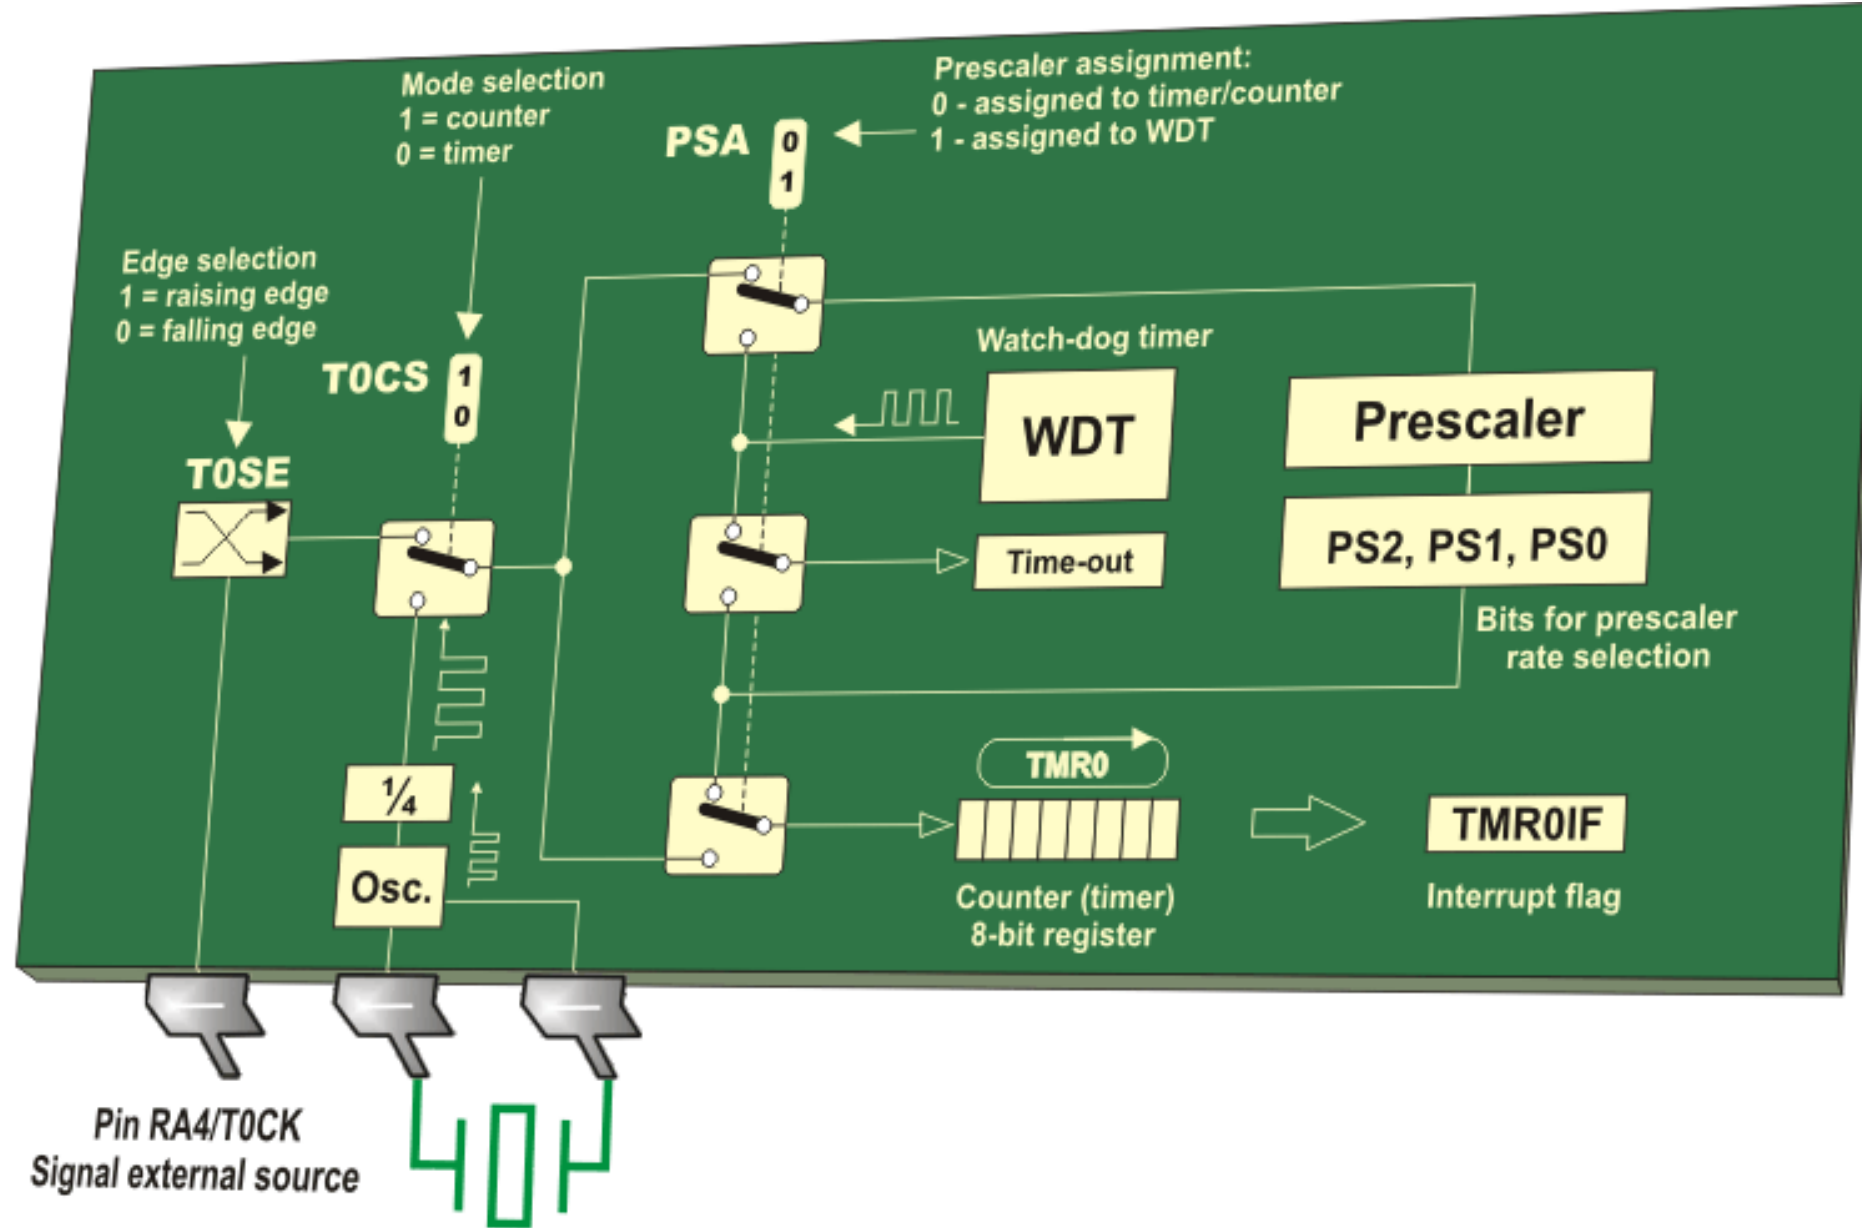 Mode selection
1 = counter
0 = timer
Prescaler assignment:
0 - assigned to timer/counter
1 - assigned to WDT
PSA
0
1
Edge selection
1 = raising edge
0 = falling edge
T0CS
1
0
T0SE
Watch-dog timer
WDT
Prescaler
Time-out
PS2, PS1, PS0
Bits for prescaler
rate selection
¼
Osc.
TMR0
TMR0IF
Counter (timer)
8-bit register
Interrupt flag
Pin RA4/T0CK
Signal external source